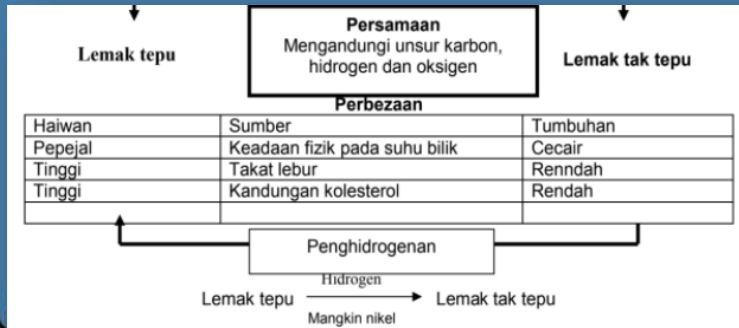 Persamaan
Lemak tepu
Mengandungi unsur karbon,
hidrogen dan oksigen
Lemak tak tepu
Perbezaan
Haiwan Sumber Tumbuhan
Pepejal Keadaan fizik pada suhu bilik Cecair
Tinggi Takat lebur Renndah
Tinggi Kandungan kolesterol Rendah
Penghidrogenan
Hidrogen
Lemak tepu Lemak tak tepu
Mangkin nikel